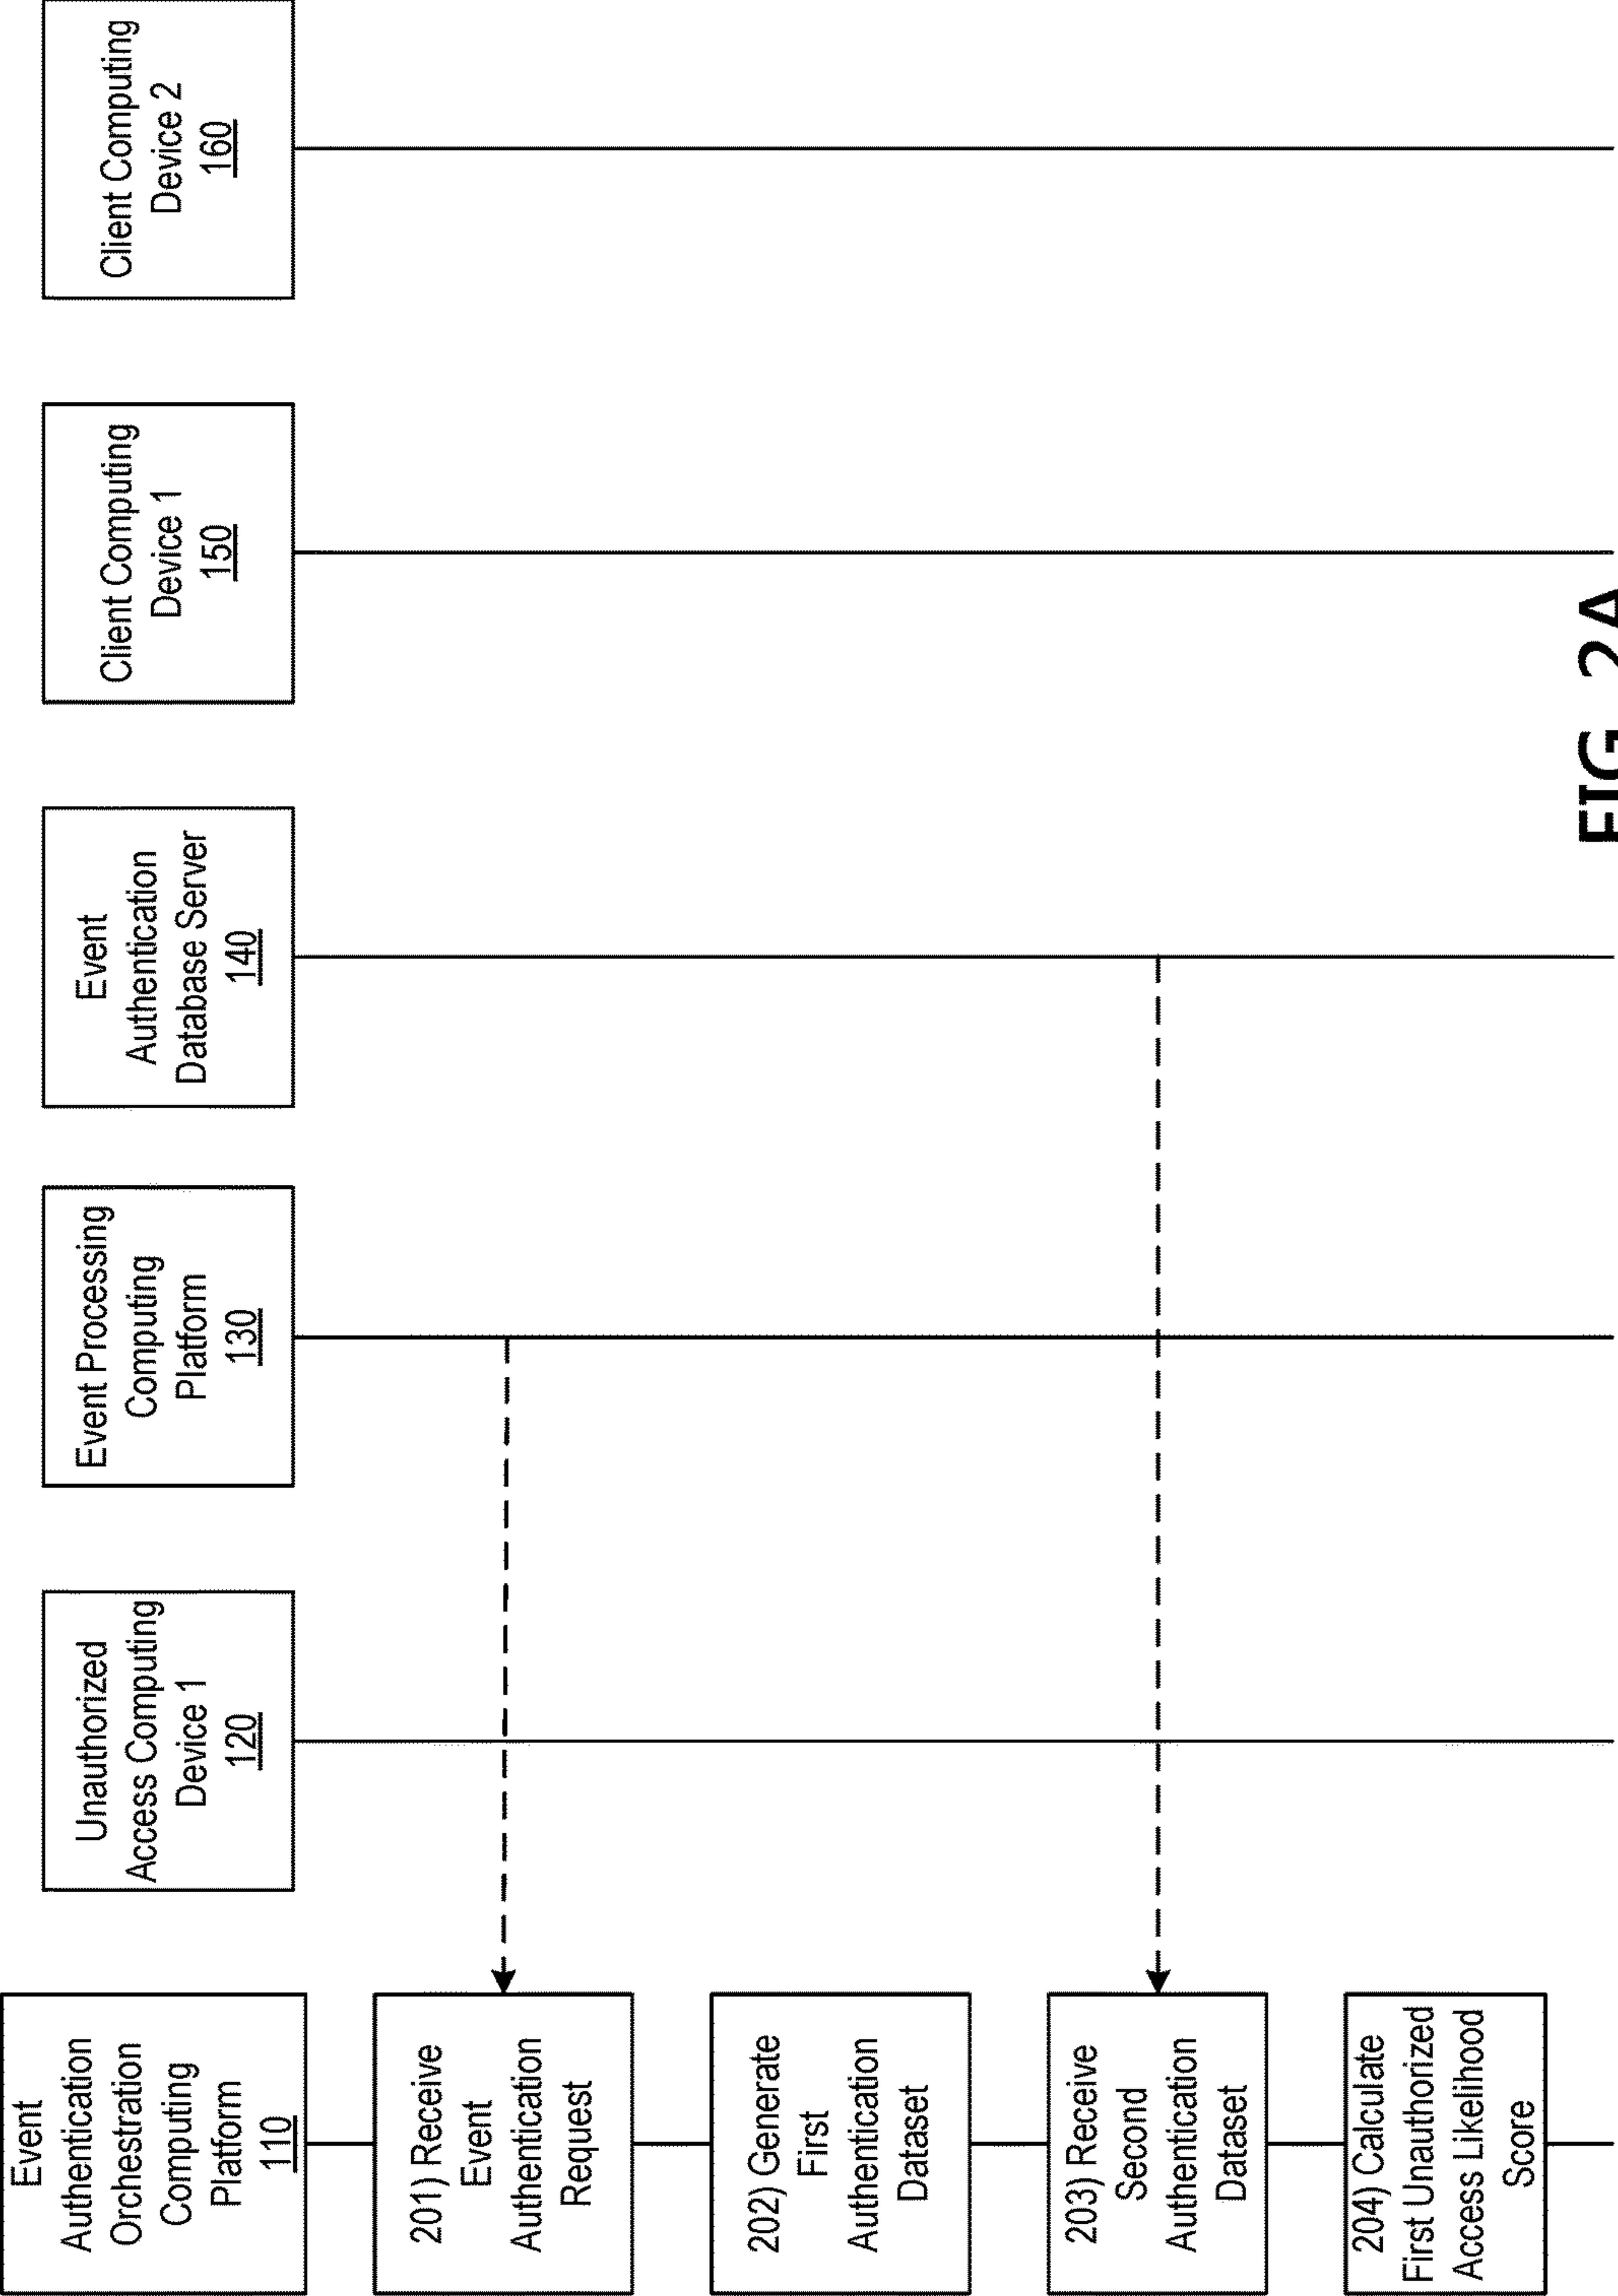 Event
Authentication
Orchestration
Computing
Platform
110
Unauthorized
Access Computing
Device 1
120
Event Processing
Computing
Platform
130
Event
Authentication
Database Server
140
Client Computing
Device 1
150
Client Computing
Device 2
160
201) Receive
Event
Authentication
Request
202) Generate
First
Authentication
Dataset
203) Receive
Second
Authentication
Dataset
204) Calculate
First Unauthorized
Access Likelihood
Score
FIG. 2A